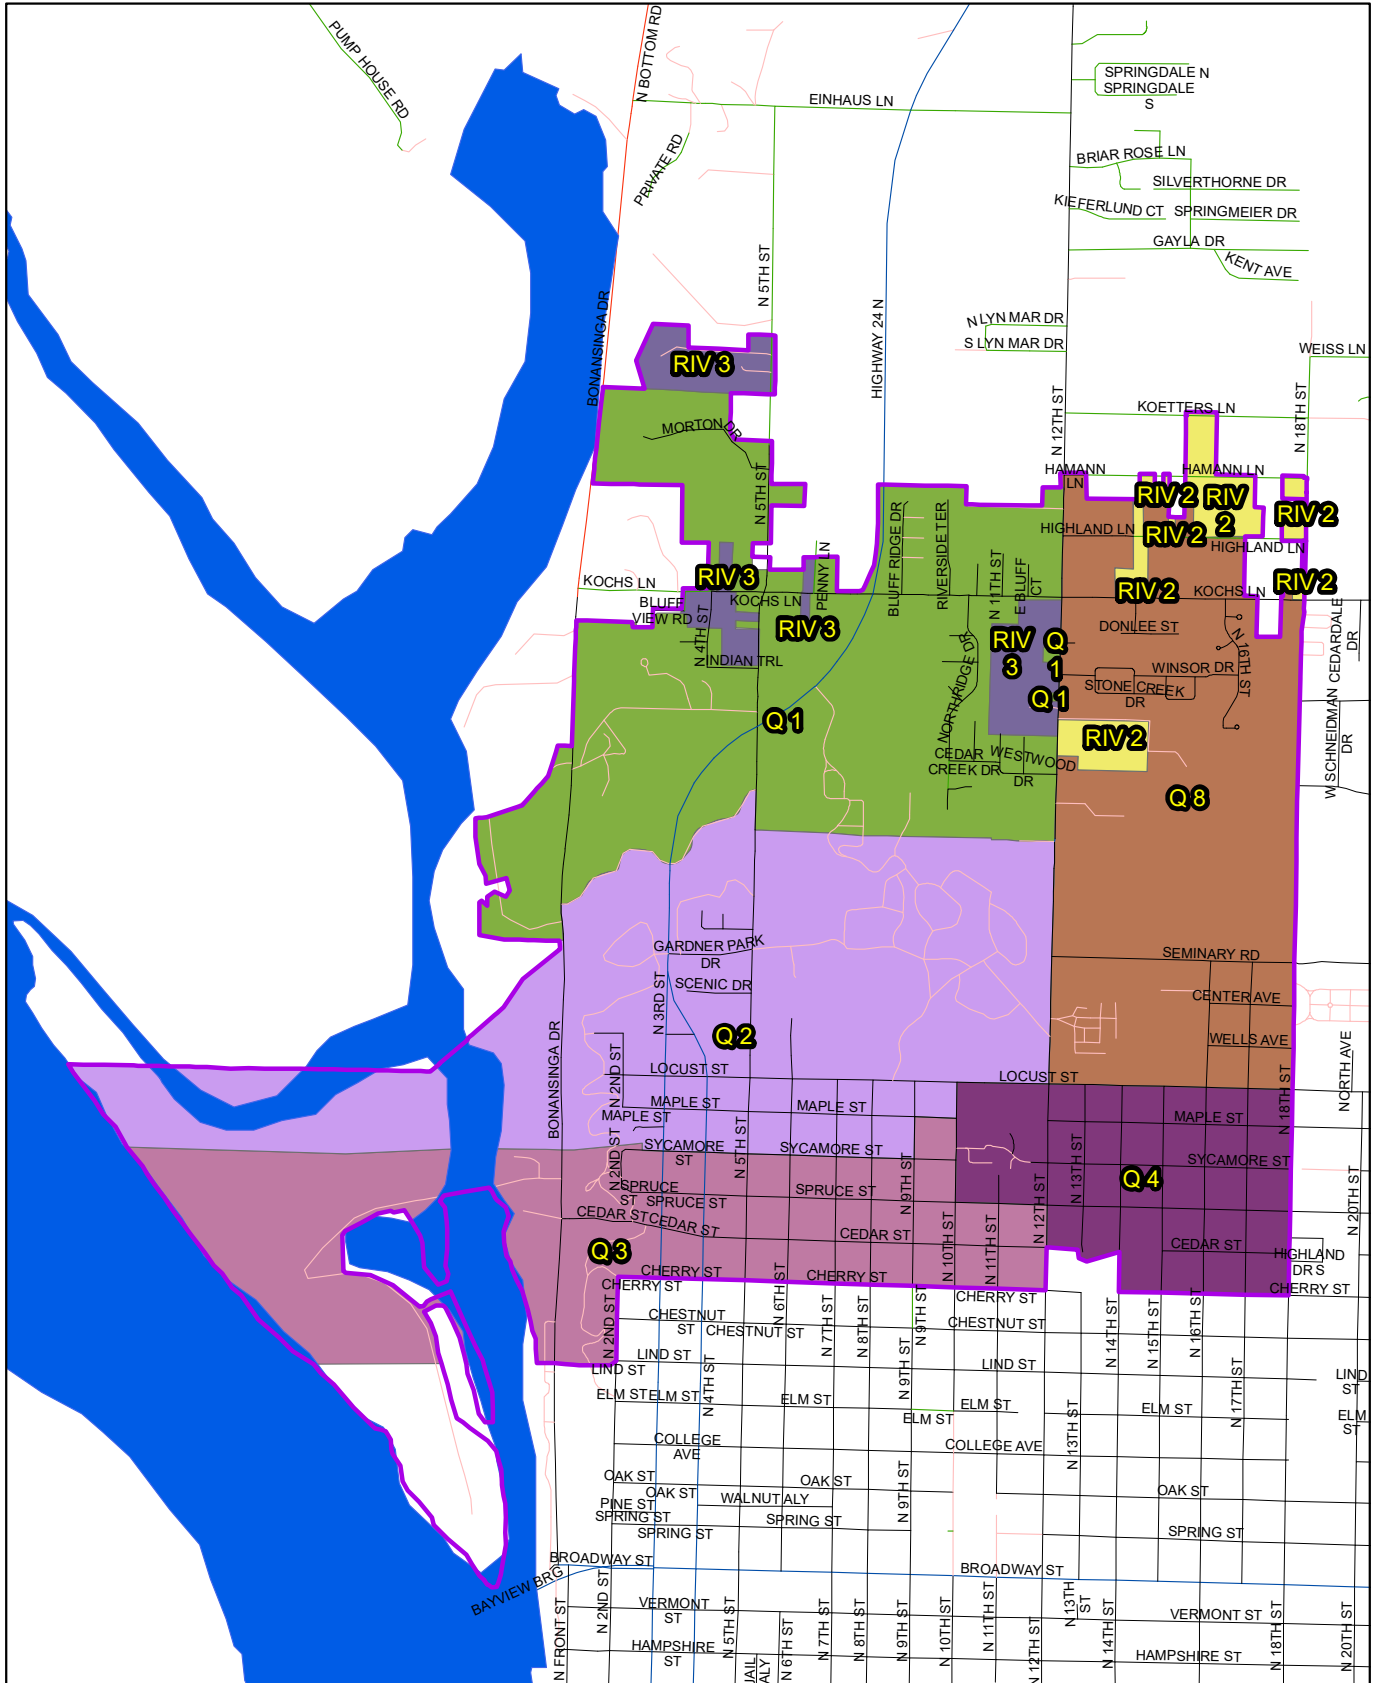 PUMP HOUSE RD
N BOTTOM RD
EINHAUS LN
SPRINGDALE N
SPRINGDALE
S
PRIVATE RD
BRIAR ROSE LN
SILVERTHORNE DR
KIEFERLUND CT
SPRINGMEIER DR
GAYLA DR
KENT AVE
N 5TH ST
BONANSINGA DR
HIGHWAY 24 N
N LYN MAR DR
S LYN MAR DR
WEISS LN
RIV 3
N 12TH ST
KOETTERS LN
N 18TH ST
MORTON DR
HAMANN
LN
HAMANN LN
N 5TH ST
RIV 2
RIV
2
RIV 2
BLUFF RIDGE DR
RIVERSIDE TER
HIGHLAND LN
RIV 2
HIGHLAND LN
PENNY LN
N 11TH ST
E BLUFF
CT
KOCHS LN
RIV 3
KOCHS LN
RIV 2
KOCHS LN
RIV 2
BLUFF
VIEW RD
N 4TH ST
RIV 3
INDIAN TRL
NORTHRIDGE DR
RIV
3
Q
1
DONLEE ST
N 16TH ST
WINSOR DR
STONE CREEK
DR
CEDARDALE
DR
W SCHNEIDMAN
DR
Q 1
Q 1
RIV 2
CEDAR
CREEK DR
WESTWOOD
DR
Q 8
GARDNER PARK
DR
SEMINARY RD
SCENIC DR
N 3RD ST
CENTER AVE
Q 2
WELLS AVE
BONANSINGA DR
N 2ND ST
LOCUST ST
LOCUST ST
NORTH AVE
N 18TH ST
MAPLE ST
MAPLE ST
MAPLE ST
MAPLE ST
N 2ND ST
SYCAMORE
ST
N 5TH ST
SYCAMORE ST
N 9TH ST
N 13TH ST
SYCAMORE ST
Q 4
SPRUCE
ST
SPRUCE ST
SPRUCE ST
N 12TH ST
N 20TH ST
CEDAR ST
CEDAR ST
CEDAR ST
N 10TH ST
N 11TH ST
CEDAR ST
HIGHLAND
DR S
Q 3
CHERRY ST
CHERRY ST
CHERRY ST
CHERRY ST
CHERRY ST
N 2ND ST
CHESTNUT
ST
CHESTNUT ST
N 6TH ST
N 7TH ST
N 8TH ST
N 9TH ST
CHESTNUT ST
N 14TH ST
N 15TH ST
N 16TH ST
LIND ST
LIND ST
LIND ST
LIND
ST
N 4TH ST
N 9TH ST
ELM ST
ELM ST
ELM ST
ELM ST
ELM ST
ELM ST
N 17TH ST
ELM
ST
N 13TH ST
COLLEGE
AVE
COLLEGE AVE
OAK ST
OAK ST
OAK ST
OAK ST
N 9TH ST
PINE ST
WALNUT ALY
SPRING ST
SPRING ST
SPRING ST
SPRING ST
BROADWAY ST
BROADWAY ST
BAYVIEW BRG
N FRONT ST
N 2ND ST
VERMONT
ST
N 5TH ST
N 6TH ST
N 7TH ST
N 8TH ST
N 9TH ST
N 10TH ST
N 11TH ST
N 12TH ST
N 13TH
ST
N 14TH ST
VERMONT ST
N 18TH ST
N 20TH ST
HAMPSHIRE
ST
JAIL
ALY
HAMPSHIRE ST